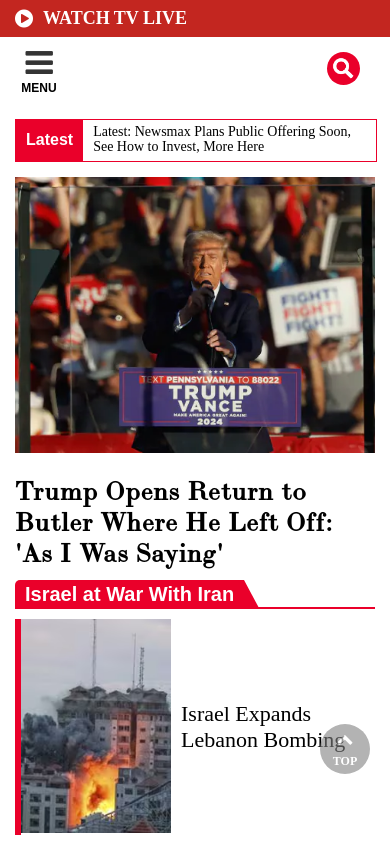 WATCH TV LIVE
MENU
Latest
Latest: Newsmax Plans Public Offering Soon,
See How to Invest, More Here
FIGHT!
FIGHT!
FIGHT!
TEXT PENNSYLVANIA TO 88022
TRUMP
VANCE
MAKE AMERICA GREAT AGAIN!
2024
Trump Opens Return to
Butler Where He Left Off:
'As I Was Saying'
Israel at War With Iran
Israel Expands
Lebanon Bombing
TOP